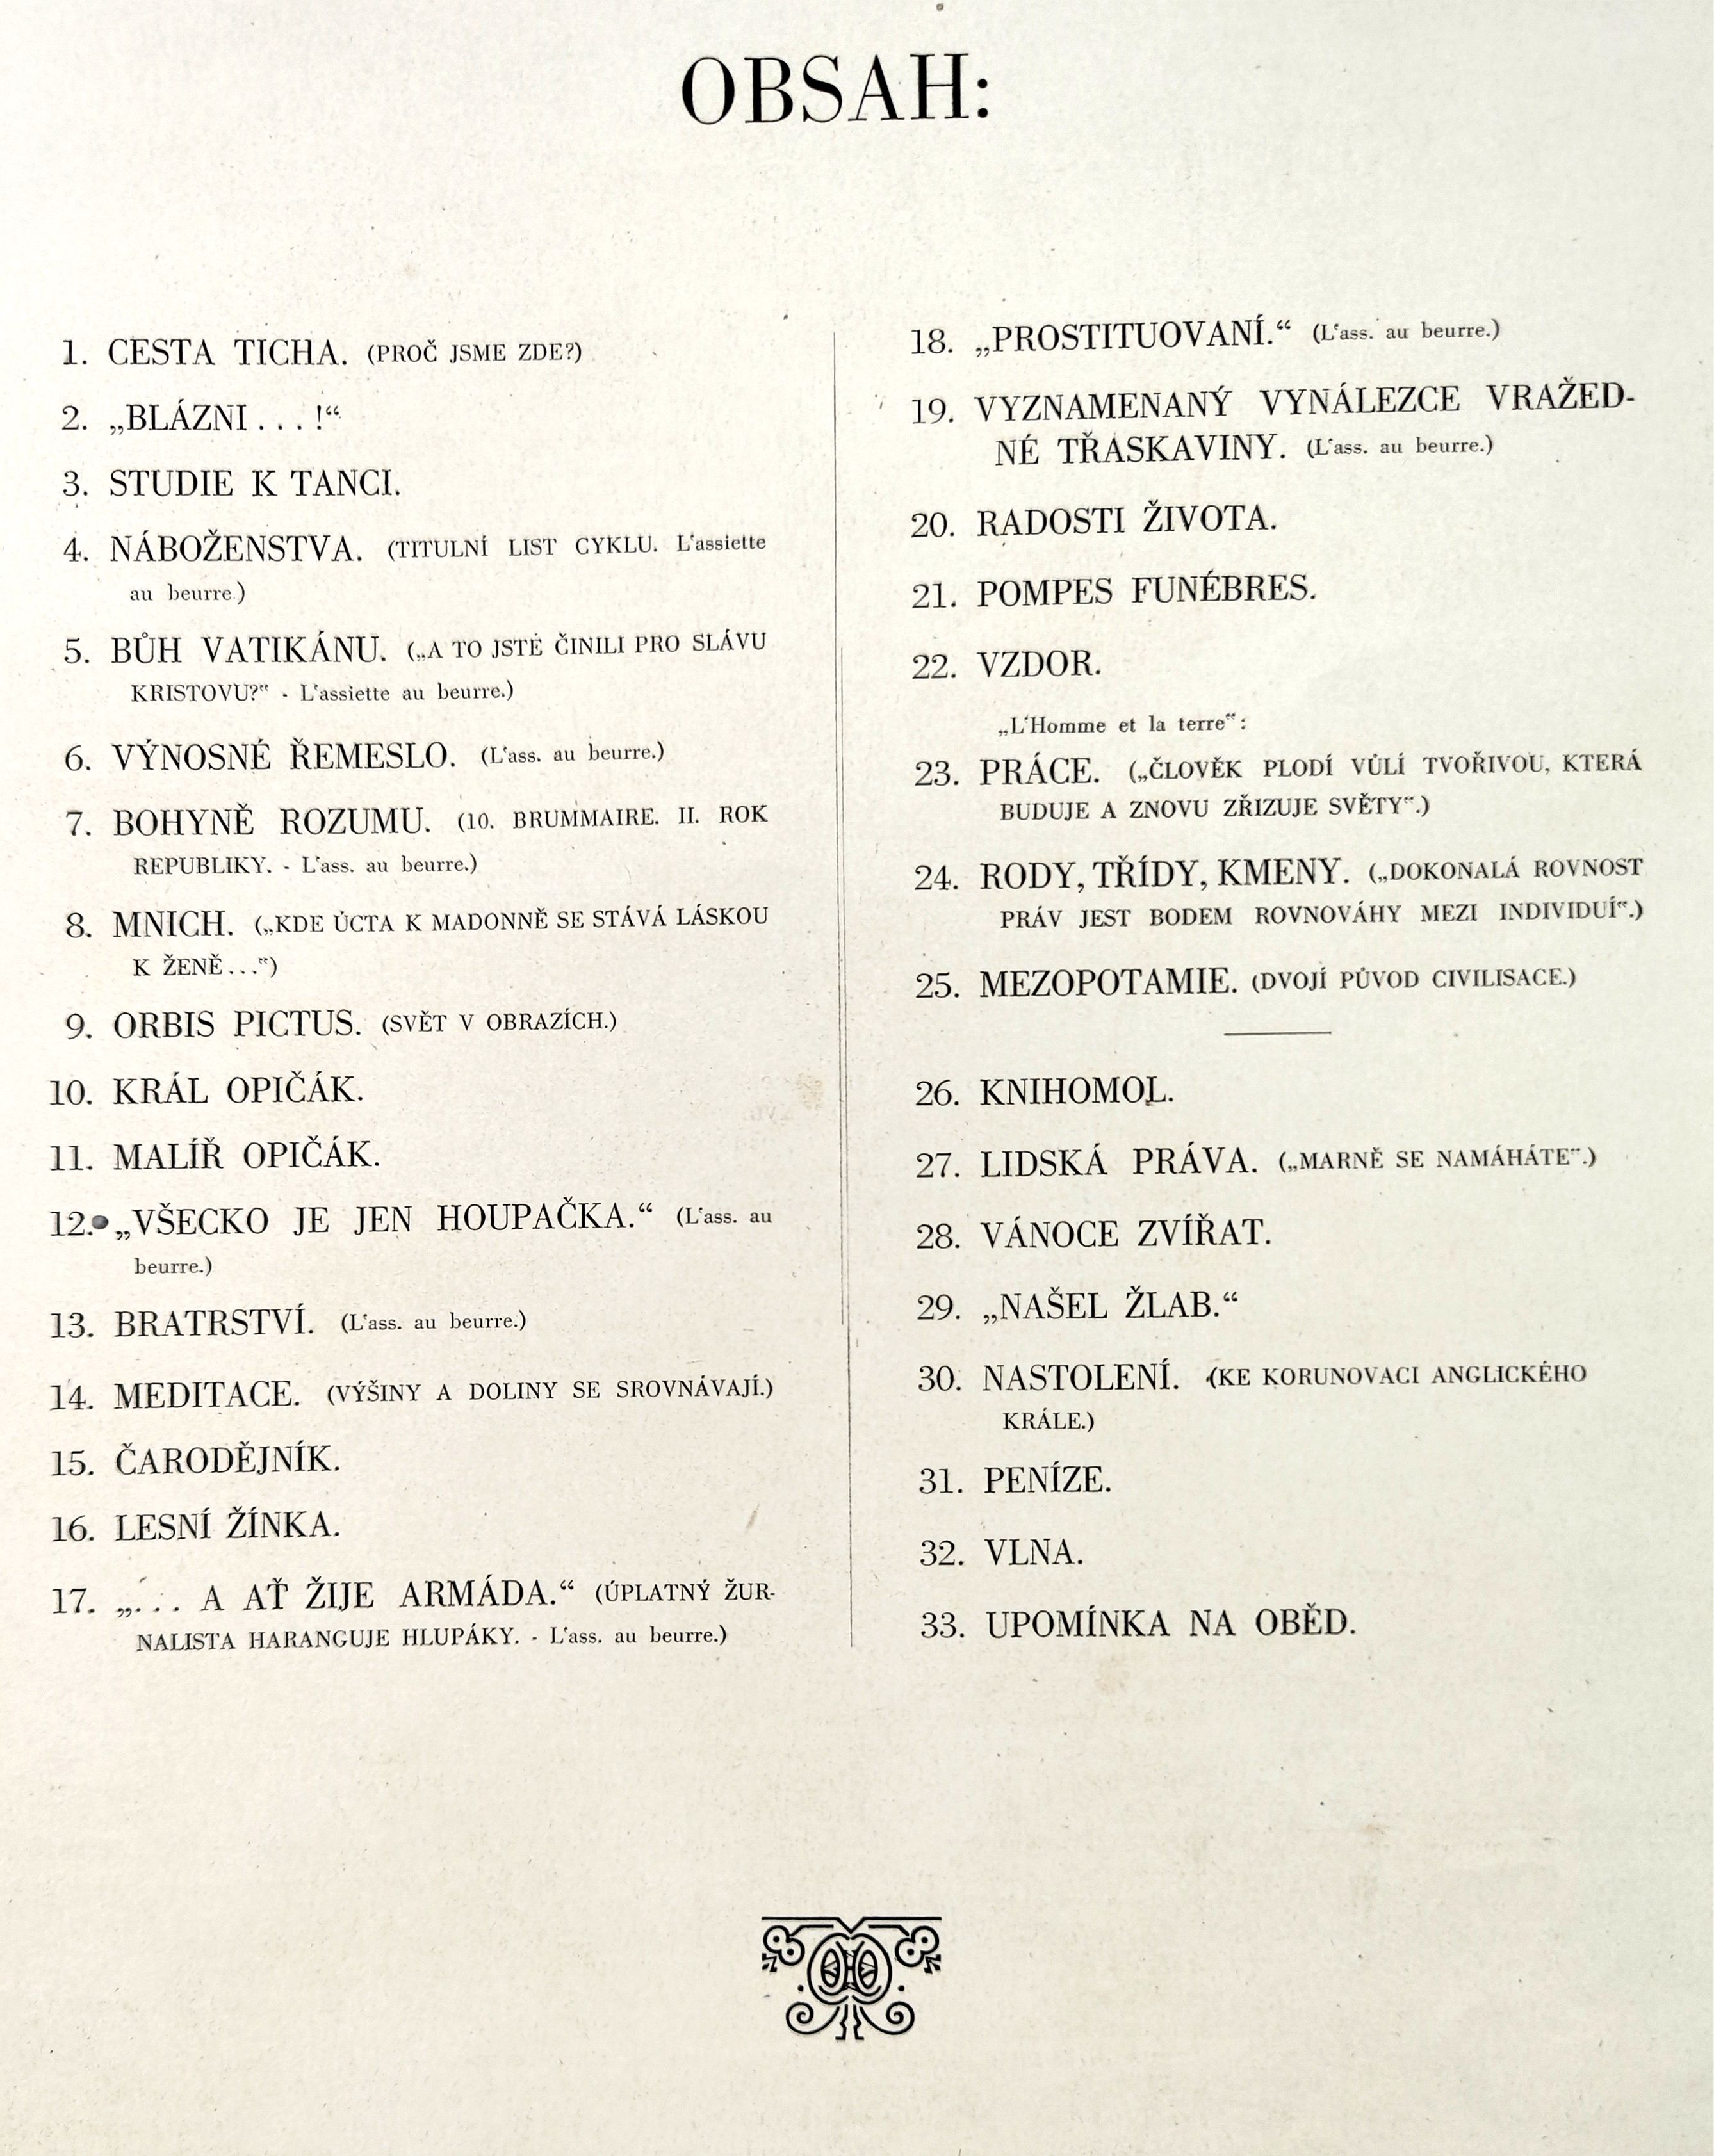 OBSAH:
1. CESTA TICHA. (PROČ JSME ZDE?)
2. „BLÁZNI . . . !“
3. STUDIE K TANCI.
4. NÁBOŽENSTVA. (TITULNÍ LIST CYKLU. L‘assiette
au beurre.)
5. BŮH VATIKÁNU. („A TO JSTE ČINILI PRO SLÁVU
KRISTOVU?“ - L‘assiette au beurre.)
6. VÝNOSNÉ ŘEMESLO. (L‘ass. au beurre.)
7. BOHYNĚ ROZUMU. (10. BRUMMAIRE. II. ROK
REPUBLIKY. - L‘ass. au beurre.)
8. MNICH. („KDE ÚCTA K MADONNĚ SE STÁVÁ LÁSKOU
K ŽENĚ . . .“)
9. ORBIS PICTUS. (SVĚT V OBRAZÍCH.)
10. KRÁL OPIČÁK.
11. MALÍŘ OPIČÁK.
12. „VŠECKO JE JEN HOUPAČKA.“ (L‘ass. au
beurre.)
13. BRATRSTVÍ. (L‘ass. au beurre.)
14. MEDITACE. (VÝŠINY A DOLINY SE SROVNÁVAJÍ.)
15. ČARODĚJNÍK.
16. LESNÍ ŽÍNKA.
17. „. . . A AŤ ŽIJE ARMÁDA.“ (ÚPLATNÝ ŽUR-
NALISTA HARANGUJE HLUPÁKY. - L‘ass. au beurre.)
18. „PROSTITUOVANÍ.“ (L‘ass. au beurre.)
19. VYZNAMENANÝ VYNÁLEZCE VRAŽED-
NÉ TŘASKAVINY. (L‘ass. au beurre.)
20. RADOSTI ŽIVOTA.
21. POMPES FUNÉBRES.
22. VZDOR.
„L‘Homme et la terre“:
23. PRÁCE. („ČLOVĚK PLODÍ VŮLÍ TVOŘIVOU, KTERÁ
BUDUJE A ZNOVU ZŘIZUJE SVĚTY“.)
24. RODY, TŘÍDY, KMENY. („DOKONALÁ ROVNOST
PRÁV JEST BODEM ROVNOVÁHY MEZI INDIVIDUÍ“.)
25. MEZOPOTAMIE. (DVOJÍ PŮVOD CIVILISACE.)
26. KNIHOMOL.
27. LIDSKÁ PRÁVA. („MARNĚ SE NAMÁHÁTE“.)
28. VÁNOCE ZVÍŘAT.
29. „NAŠEL ŽLAB.“
30. NASTOLENÍ. (KE KORUNOVACI ANGLICKÉHO
KRÁLE.)
31. PENÍZE.
32. VLNA.
33. UPOMÍNKA NA OBĚD.